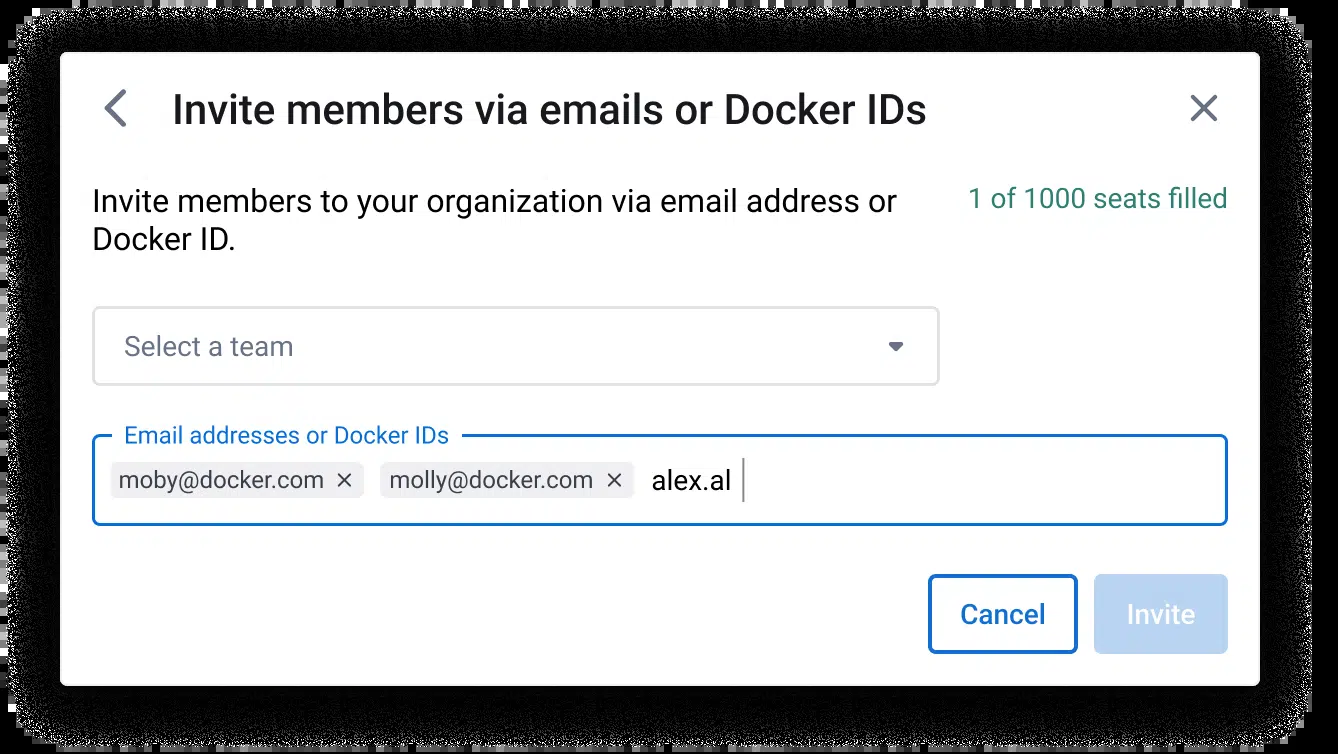 Invite members via emails or Docker IDs
Invite members to your organization via email address or
Docker ID.
1 of 1000 seats filled
Select a team
Email addresses or Docker IDs
moby@docker.com molly@docker.com alex.al
Cancel Invite